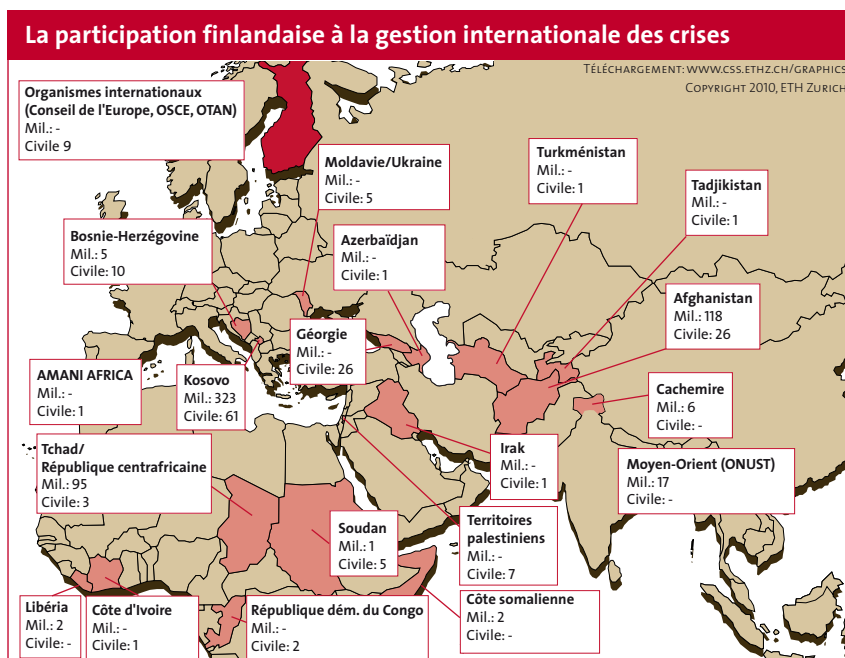 La participation finlandaise à la gestion internationale des crises
TÉLÉCHARGEMENT: WWW.CSS.ETHZ.CH/GRAPHICS
COPYRIGHT 2010, ETH ZURICH
Organismes internationaux
(Conseil de l'Europe, OSCE, OTAN)
Mil.: -
Civile 9
Moldavie/Ukraine
Mil.: -
Civile: 5
Turkménistan
Mil.: -
Civile: 1
Tadjikistan
Mil.: -
Civile: 1
Bosnie-Herzégovine
Mil.: 5
Civile: 10
Azerbaïdjan
Mil.: -
Civile: 1
Afghanistan
Mil.: 118
Civile: 26
Géorgie
Mil.: -
Civile: 26
AMANI AFRICA
Mil.: -
Civile: 1
Kosovo
Mil.: 323
Civile: 61
Cachemire
Mil.: 6
Civile: -
Tchad/
République centrafricaine
Mil.: 95
Civile: 3
Irak
Mil.: -
Civile: 1
Moyen-Orient (ONUST)
Mil.: 17
Civile: -
Soudan
Mil.: 1
Civile: 5
Territoires
palestiniens
Mil.: -
Civile: 7
Libéria
Mil.: 2
Civile: -
Côte d'Ivoire
Mil.: -
Civile: 1
République dém. du Congo
Mil.: -
Civile: 2
Côte somalienne
Mil.: 2
Civile: -